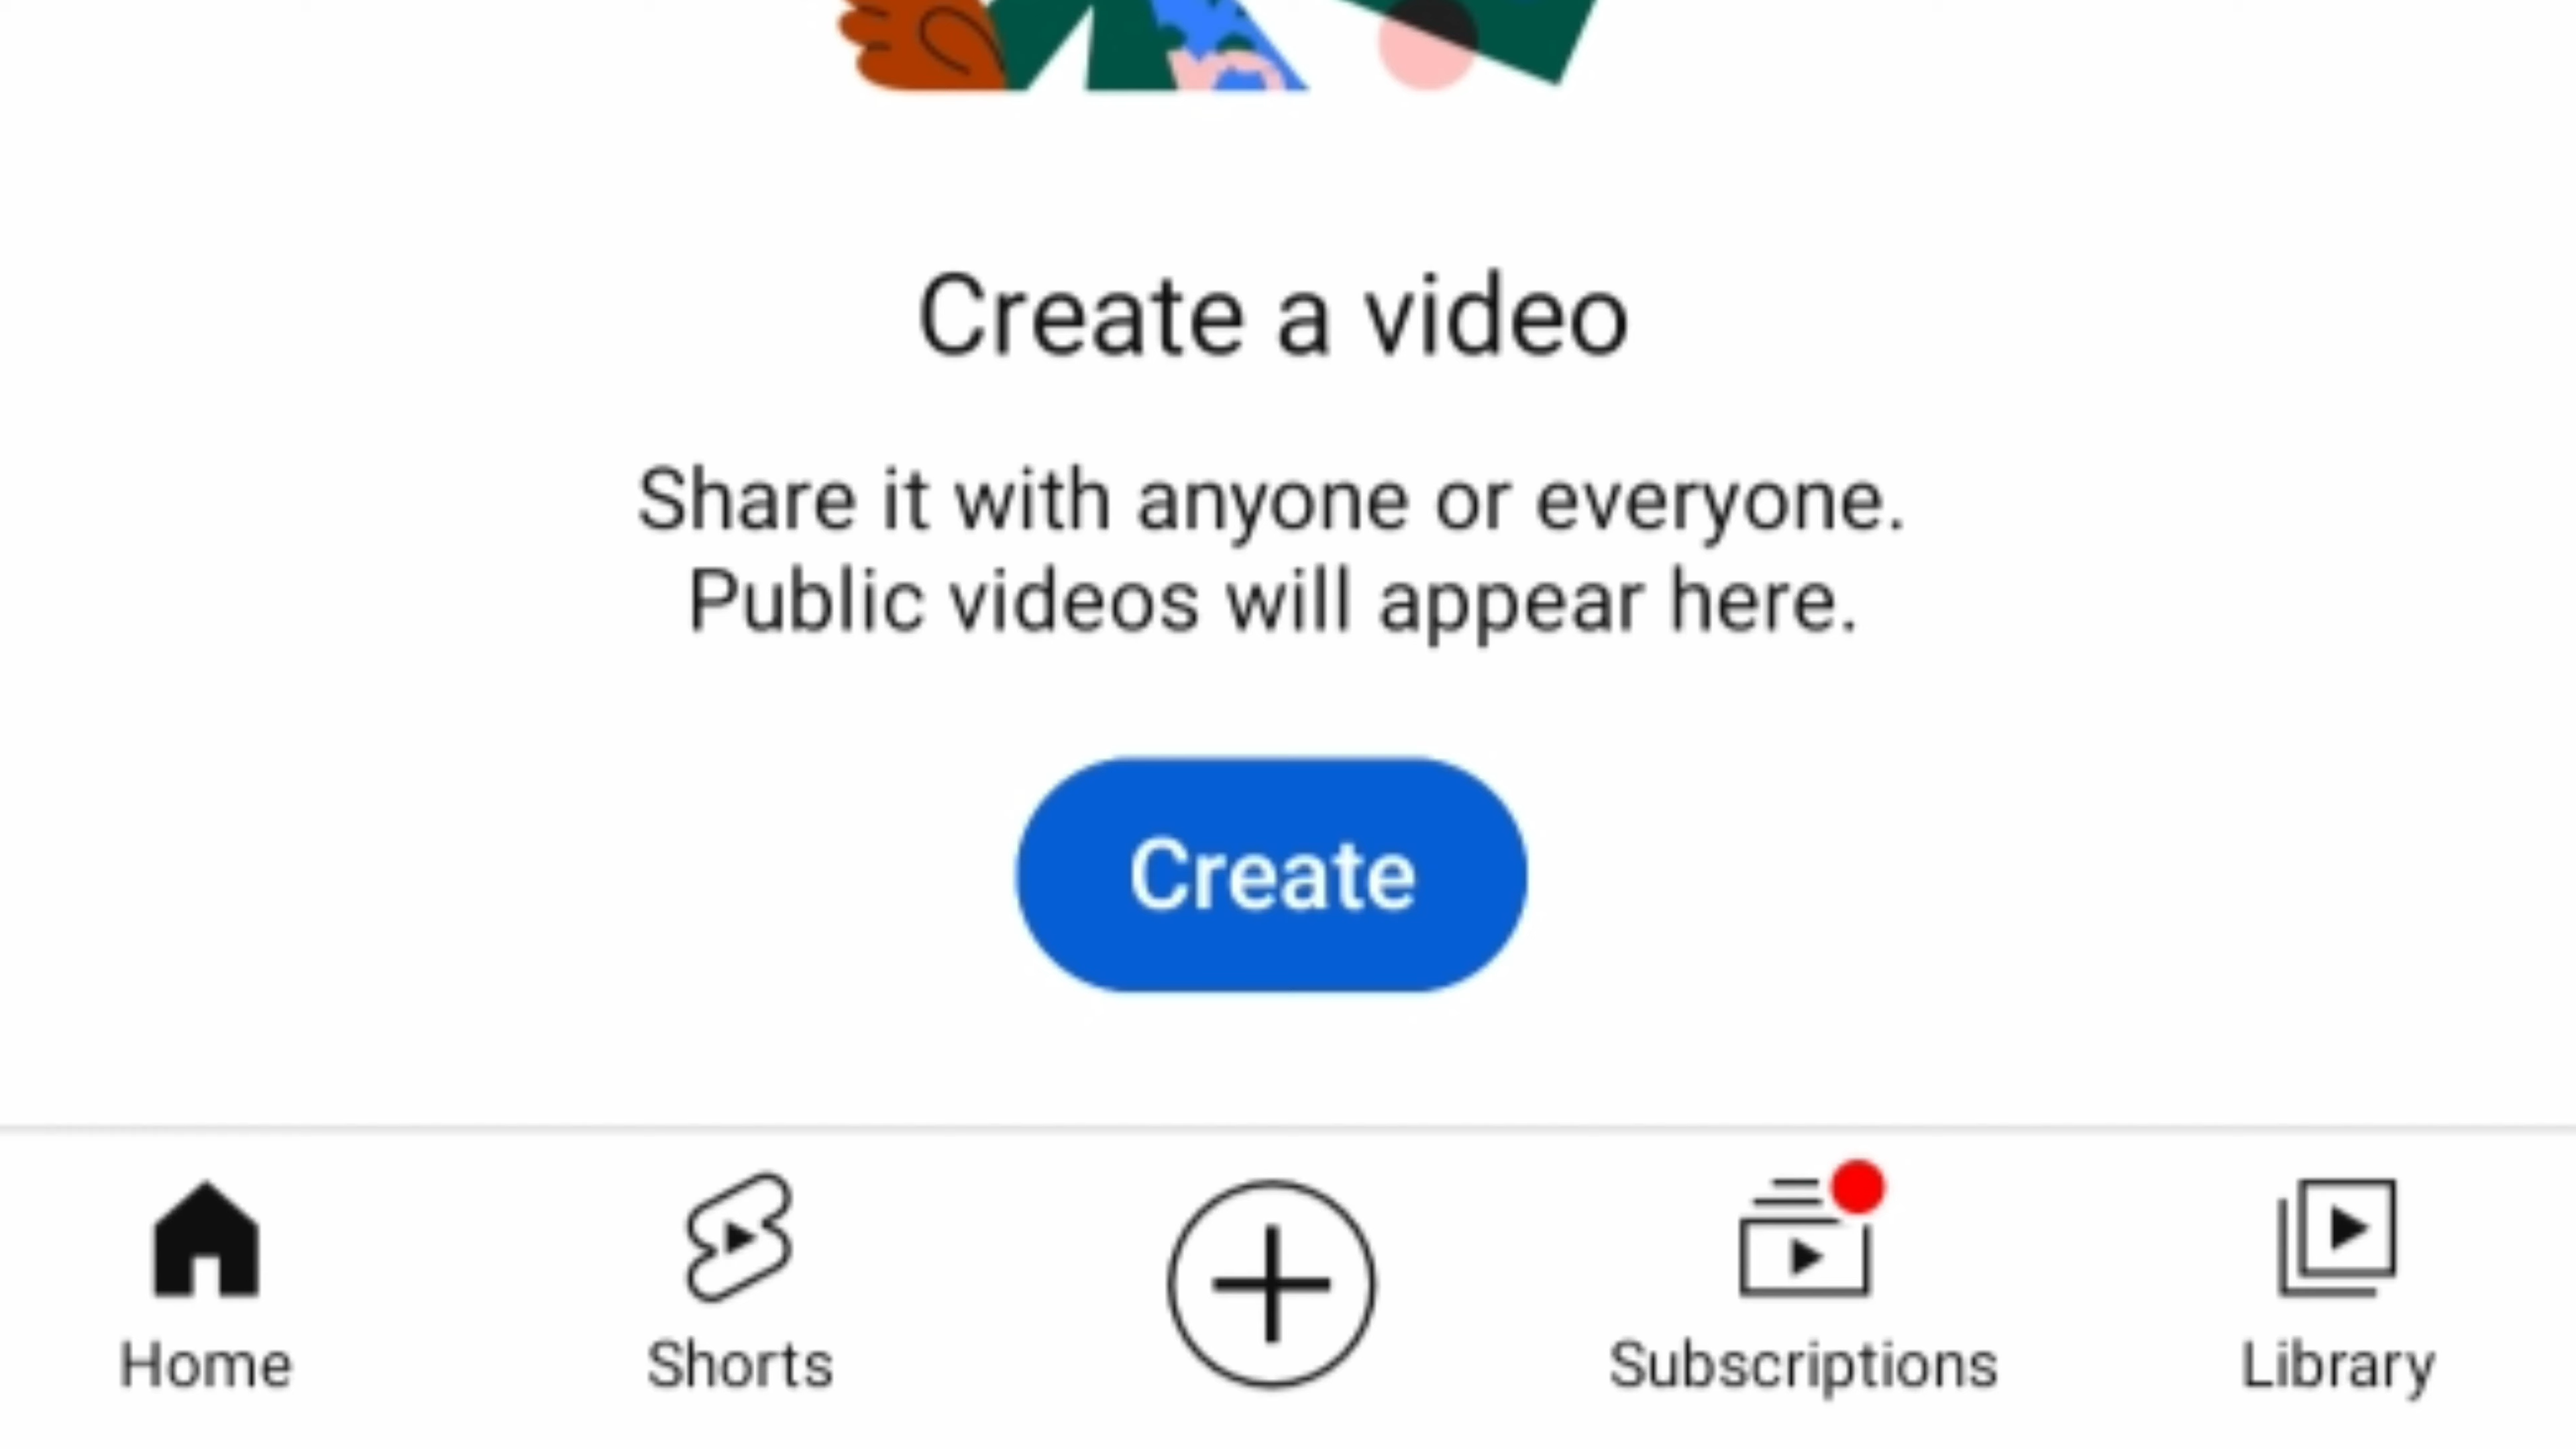 Create a video
Share it with anyone or everyone.
Public videos will appear here.
Create
Home
Shorts
Subscriptions
Library